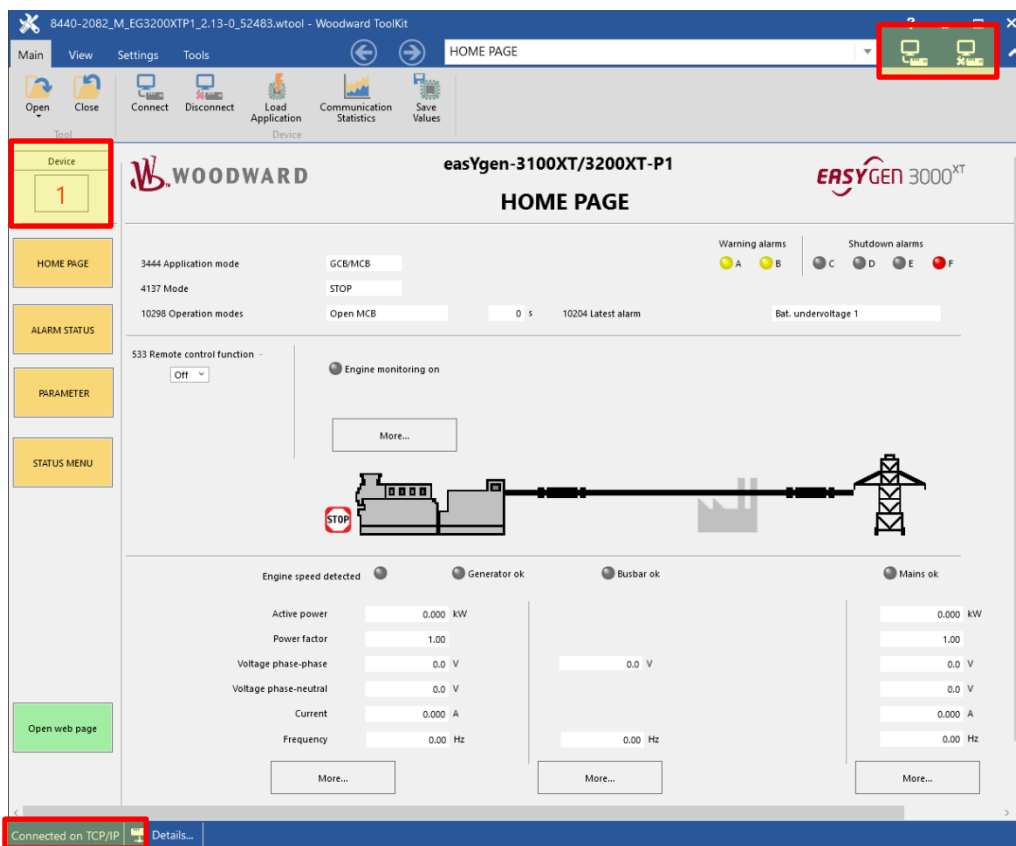 8440-2082_M_EG3200XTP1_2.13-0_52483.wtool - Woodward ToolKit
Main View Settings Tools HOME PAGE
Open Close Connect Disconnect Load Application Communication Statistics Save Values
Tool Device
Device
1
WOODWARD
easYgen-3100XT/3200XT-P1
HOME PAGE
EASYGEN 3000XT
HOME PAGE
ALARM STATUS
PARAMETER
STATUS MENU
Open web page
Warning alarms Shutdown alarms
A B C D E F
3444 Application mode GCB/MCB
4137 Mode STOP
10298 Operation modes Open MCB 0 s 10204 Latest alarm Bat. undervoltage 1
533 Remote control function -
Off
Engine monitoring on
More...
STOP
Engine speed detected Generator ok Busbar ok Mains ok
Active power 0.000 kW 0.000 kW
Power factor 1.00 1.00
Voltage phase-phase 0.0 V 0.0 V 0.0 V
Voltage phase-neutral 0.0 V 0.0 V
Current 0.000 A 0.000 A
Frequency 0.00 Hz 0.00 Hz 0.00 Hz
More... More... More...
Connected on TCP/IP Details...